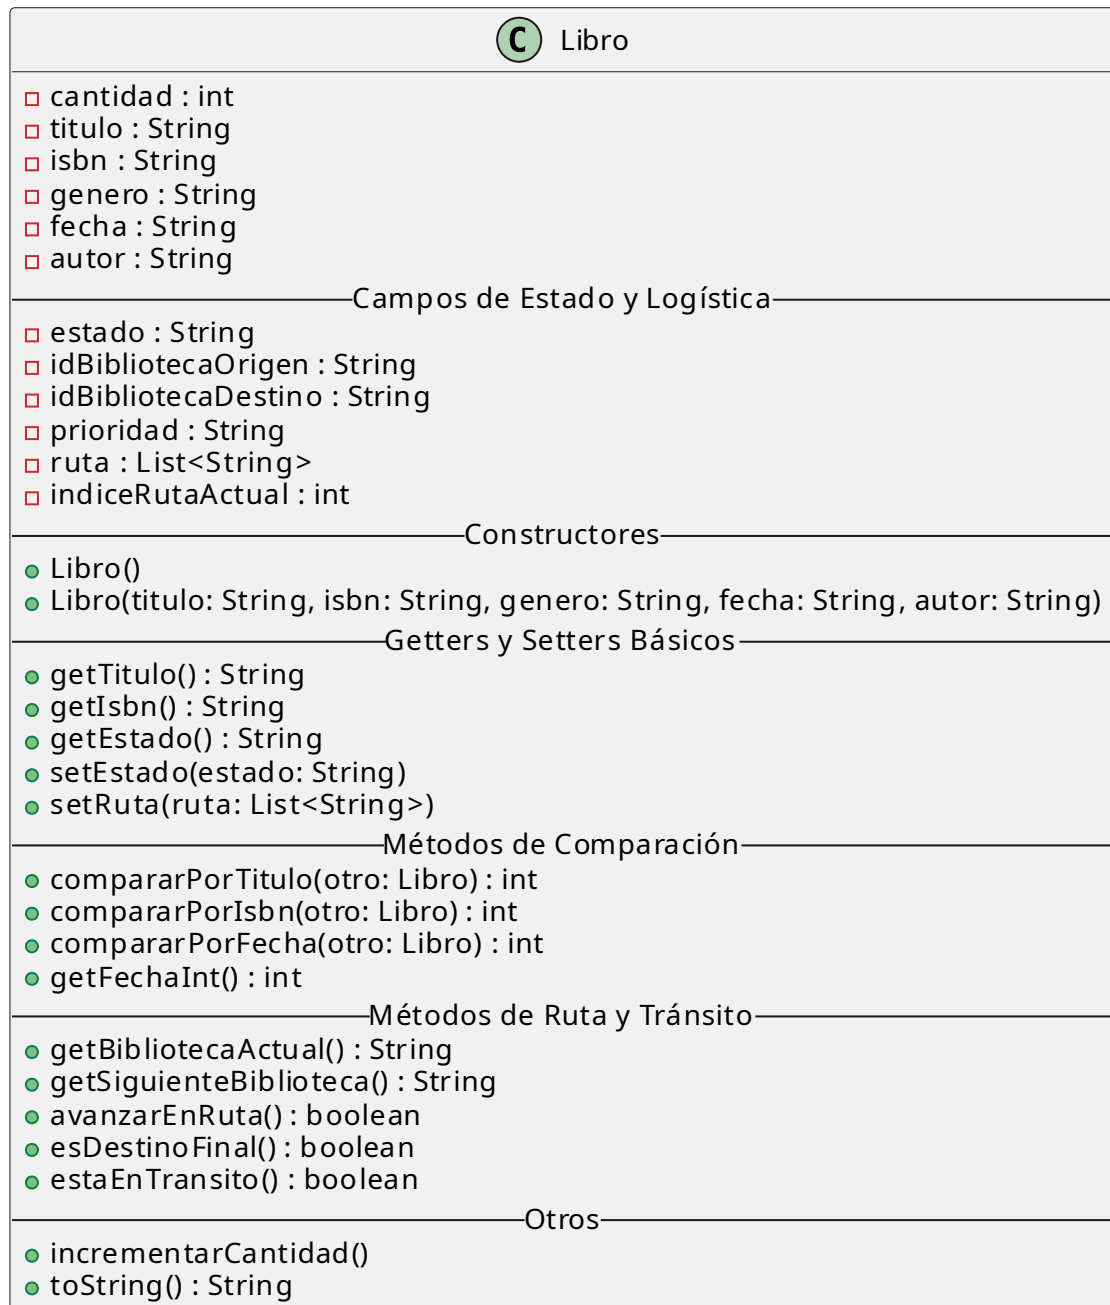 C Libro
cantidad : int
titulo : String
isbn : String
genero : String
fecha : String
autor : String
Campos de Estado y Logística
estado : String
idBibliotecaOrigen : String
idBibliotecaDestino : String
prioridad : String
ruta : List<String>
indiceRutaActual : int
Constructores
Libro()
Libro(titulo: String, isbn: String, genero: String, fecha: String, autor: String)
Getters y Setters Básicos
getTitulo() : String
getIsbn() : String
getEstado() : String
setEstado(estado: String)
setRuta(ruta: List<String>)
Métodos de Comparación
compararPorTitulo(otro: Libro) : int
compararPorIsbn(otro: Libro) : int
compararPorFecha(otro: Libro) : int
getFechaInt() : int
Métodos de Ruta y Tránsito
getBibliotecaActual() : String
getSiguienteBiblioteca() : String
avanzarEnRuta() : boolean
esDestinoFinal() : boolean
estaEnTransito() : boolean
Otros
incrementarCantidad()
toString() : String